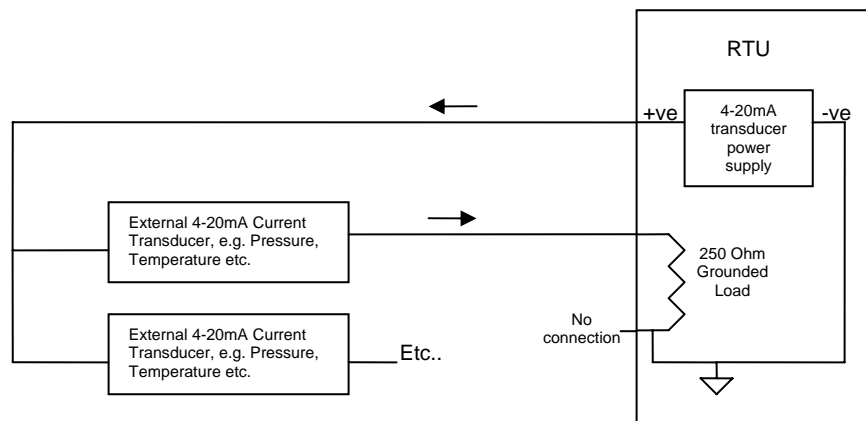 RTU
+ve
4-20mA
transducer
power
supply
-ve
External 4-20mA Current
Transducer, e.g. Pressure,
Temperature etc.
250 Ohm
Grounded
Load
No
connection
External 4-20mA Current
Transducer, e.g. Pressure,
Temperature etc.
Etc..